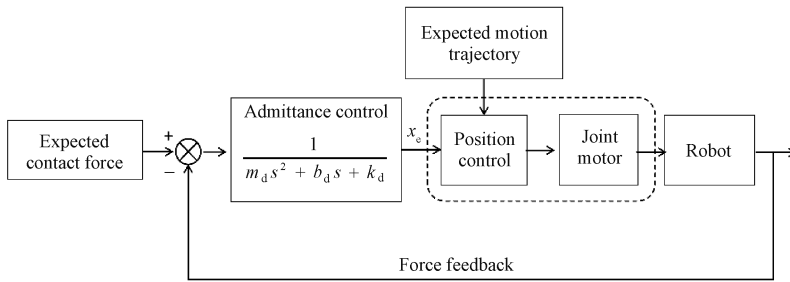 Expected motion
trajectory
Admittance control
1
m_d s² + b_d s + k_d
Expected
contact force
+
−
x_e
Position
control
Joint
motor
Robot
Force feedback